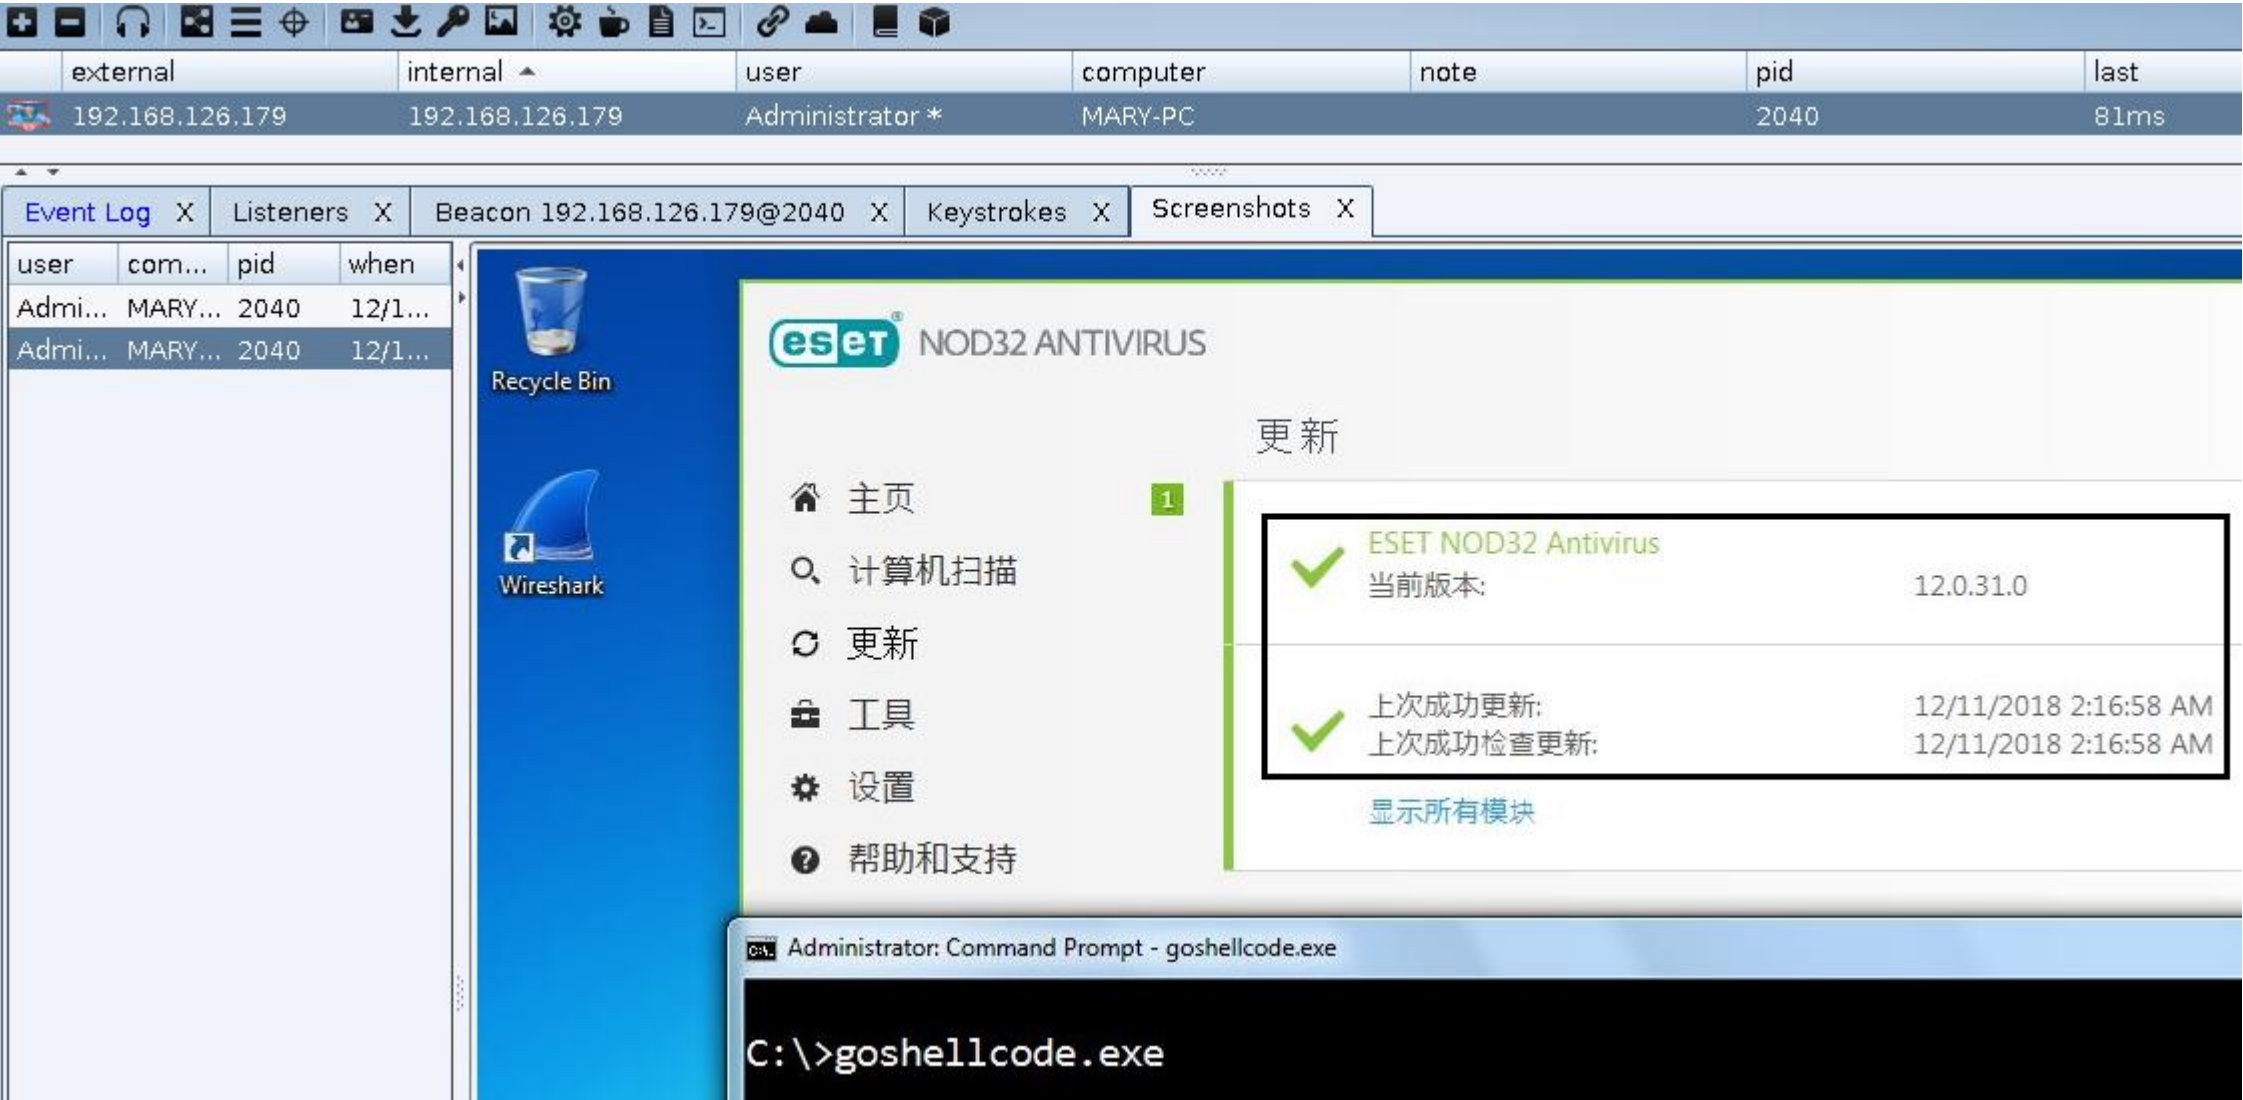 external internal user computer note pid last
192.168.126.179 192.168.126.179 Administrator * MARY-PC 2040 81ms
Event Log X Listeners X Beacon 192.168.126.179@2040 X Keystrokes X Screenshots X
user com... pid when
Admi... MARY... 2040 12/1...
Admi... MARY... 2040 12/1...
Recycle Bin
Wireshark
eset® NOD32 ANTIVIRUS
更新
主页 1
计算机扫描
更新
工具
设置
帮助和支持
ESET NOD32 Antivirus
当前版本: 12.0.31.0
上次成功更新: 12/11/2018 2:16:58 AM
上次成功检查更新: 12/11/2018 2:16:58 AM
显示所有模块
Administrator: Command Prompt - goshellcode.exe
C:\>goshellcode.exe